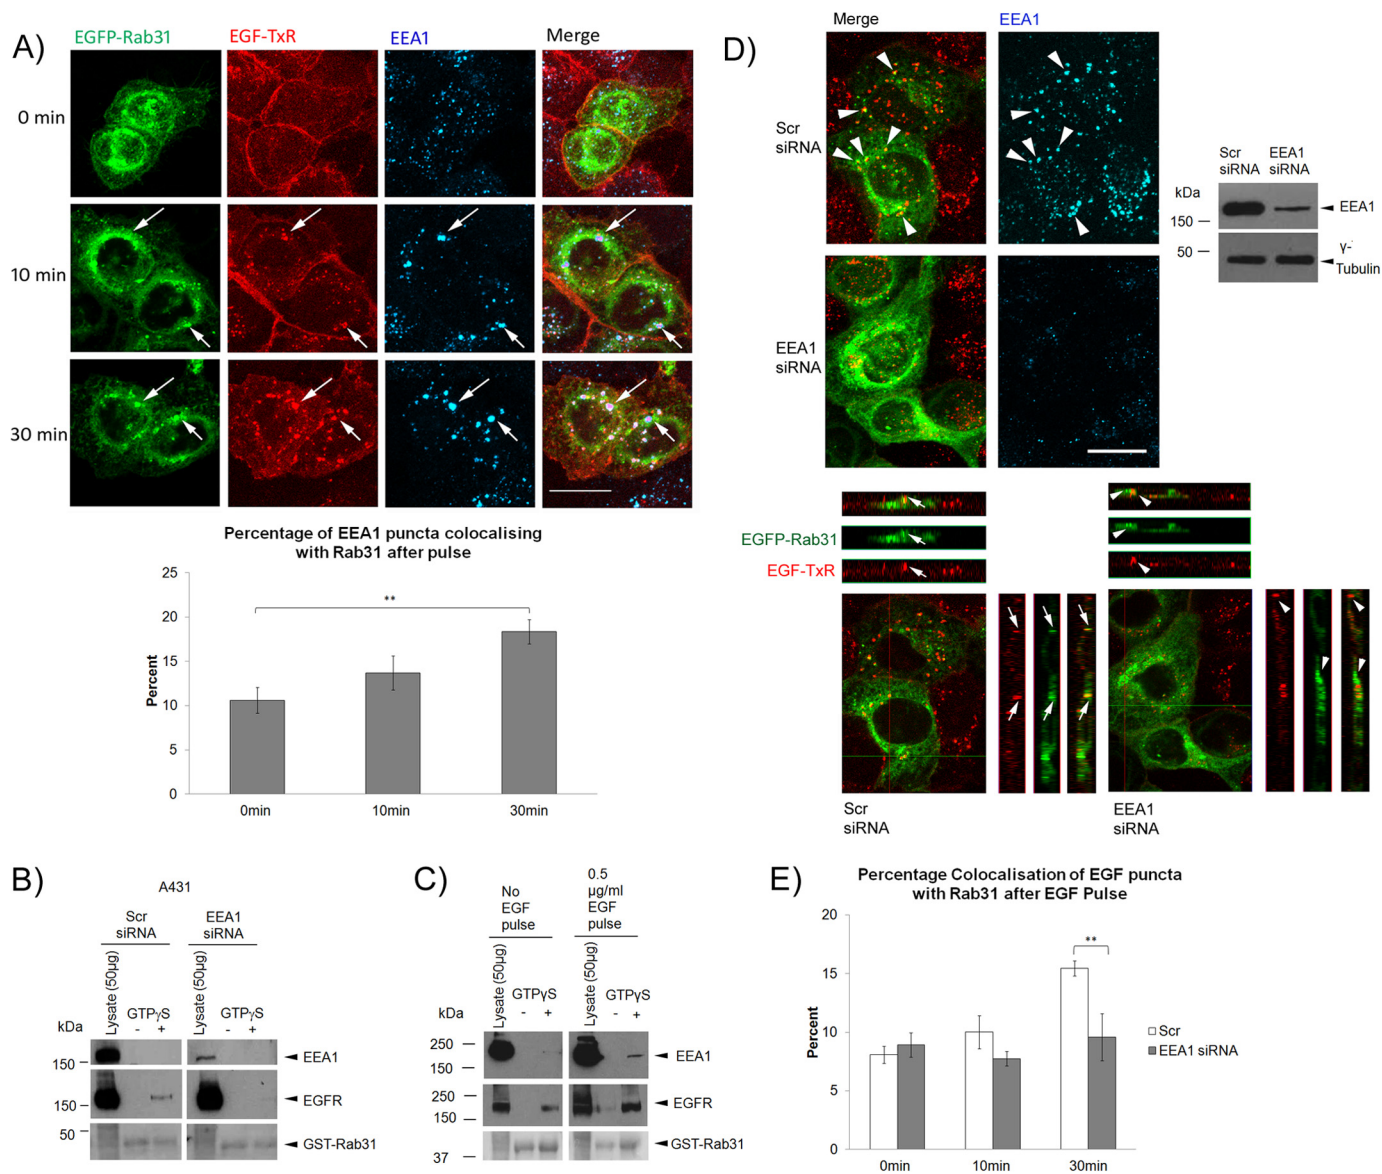 A)
EGFP-Rab31 EGF-TxR EEA1 Merge
0 min
10 min
30 min
Percentage of EEA1 puncta colocalising
with Rab31 after pulse
25
20
15
10
5
0
Percent
**
0min 10min 30min
B)
A431
Scr
siRNA
EEA1
siRNA
Lysate (50µg)
GTPγS
- +
Lysate (50µg)
GTPγS
- +
kDa
150
EEA1
150
EGFR
50
GST-Rab31
C)
No
EGF
pulse
0.5
µg/ml
EGF
pulse
Lysate (50µg)
GTPγS
- +
Lysate (50µg)
GTPγS
- +
kDa
250
150
EEA1
250
150
EGFR
37
GST-Rab31
D)
Merge EEA1
Scr
siRNA
EEA1
siRNA
Scr
siRNA
EEA1
siRNA
kDa
150
EEA1
50
γ-
Tubulin
EGFP-Rab31
EGF-TxR
Scr
siRNA
EEA1
siRNA
E)
Percentage Colocalisation of EGF puncta
with Rab31 after EGF Pulse
20
15
10
5
0
Percent
**
Scr
EEA1 siRNA
0min 10min 30min